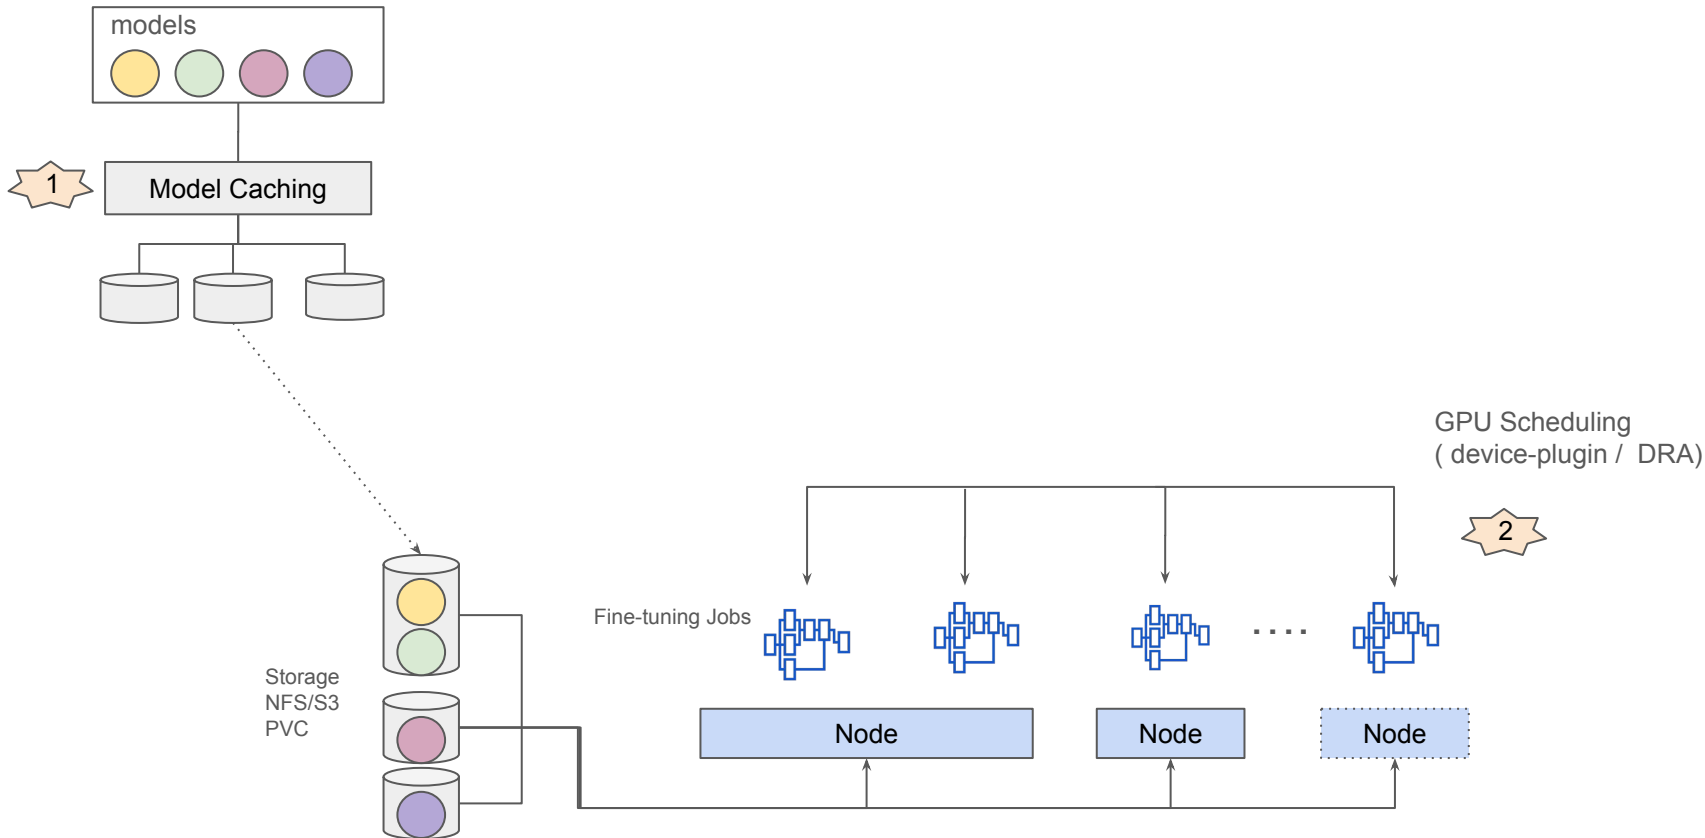 models
1
Model Caching
GPU Scheduling
( device-plugin / DRA)
2
Fine-tuning Jobs
....
Storage
NFS/S3
PVC
Node
Node
Node